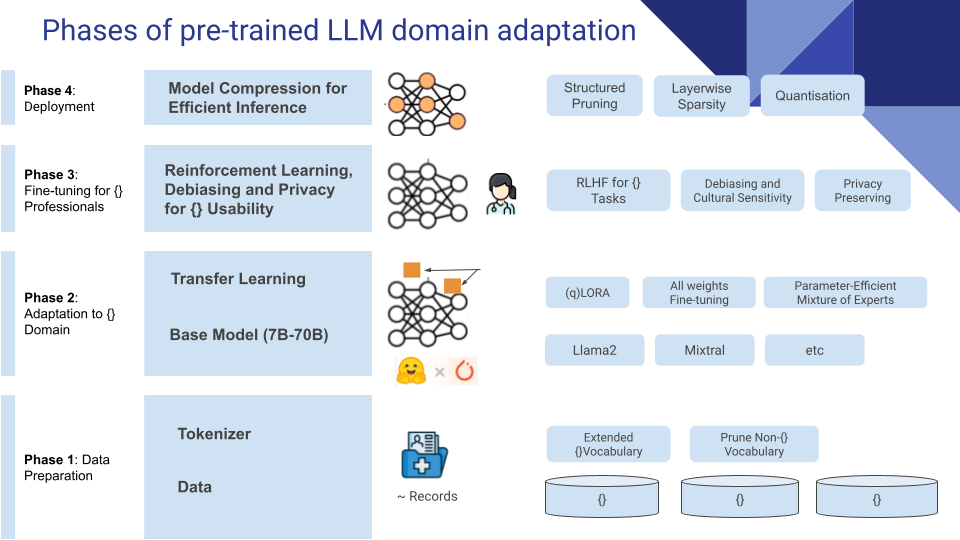 Phases of pre-trained LLM domain adaptation
Phase 4:
Deployment
Model Compression for
Efficient Inference
Structured
Pruning
Layerwise
Sparsity
Quantisation
Phase 3:
Fine-tuning for {}
Professionals
Reinforcement Learning,
Debiasing and Privacy
for {} Usability
RLHF for {}
Tasks
Debiasing and
Cultural Sensitivity
Privacy
Preserving
Phase 2:
Adaptation to {}
Domain
Transfer Learning
Base Model (7B-70B)
×
(q)LORA
All weights
Fine-tuning
Parameter-Efficient
Mixture of Experts
Llama2
Mixtral
etc
Phase 1: Data
Preparation
Tokenizer
Data
~ Records
Extended
{}Vocabulary
Prune Non-{}
Vocabulary
{}
{}
{}